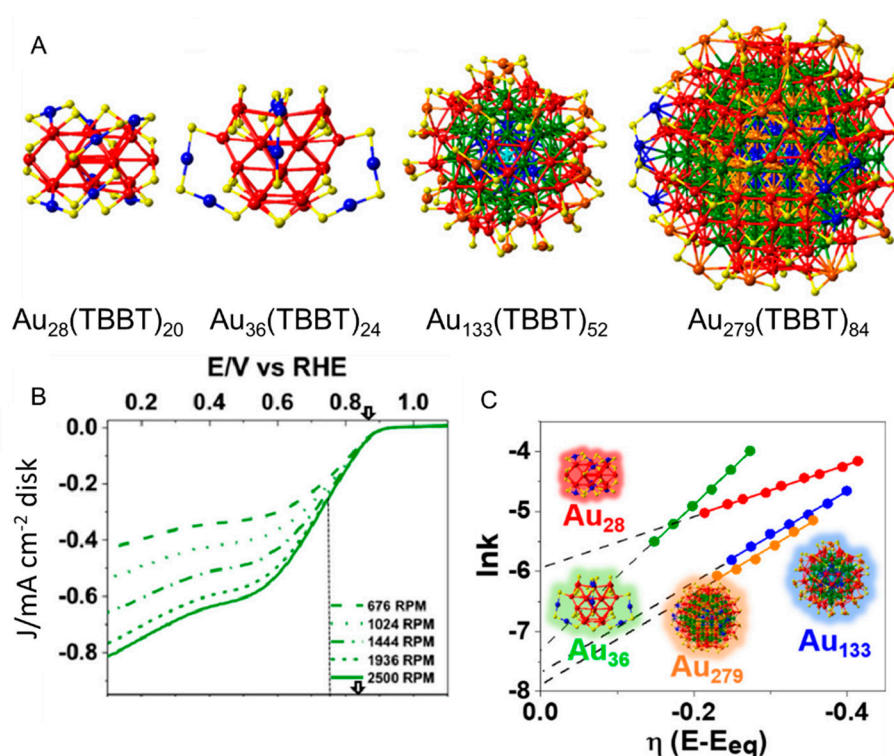 A
Au28(TBBT)20 Au36(TBBT)24 Au133(TBBT)52 Au279(TBBT)84
E/V vs RHE
B
0.2 0.4 0.6 0.8 1.0
0.0
-0.2
-0.4
-0.6
-0.8
J/mA cm-2 disk
676 RPM
1024 RPM
1444 RPM
1936 RPM
2500 RPM
C
-4
-5
-6
-7
-8
lnk
Au28
Au36
Au279
Au133
0.0 -0.2 -0.4
η (E-Eeq)